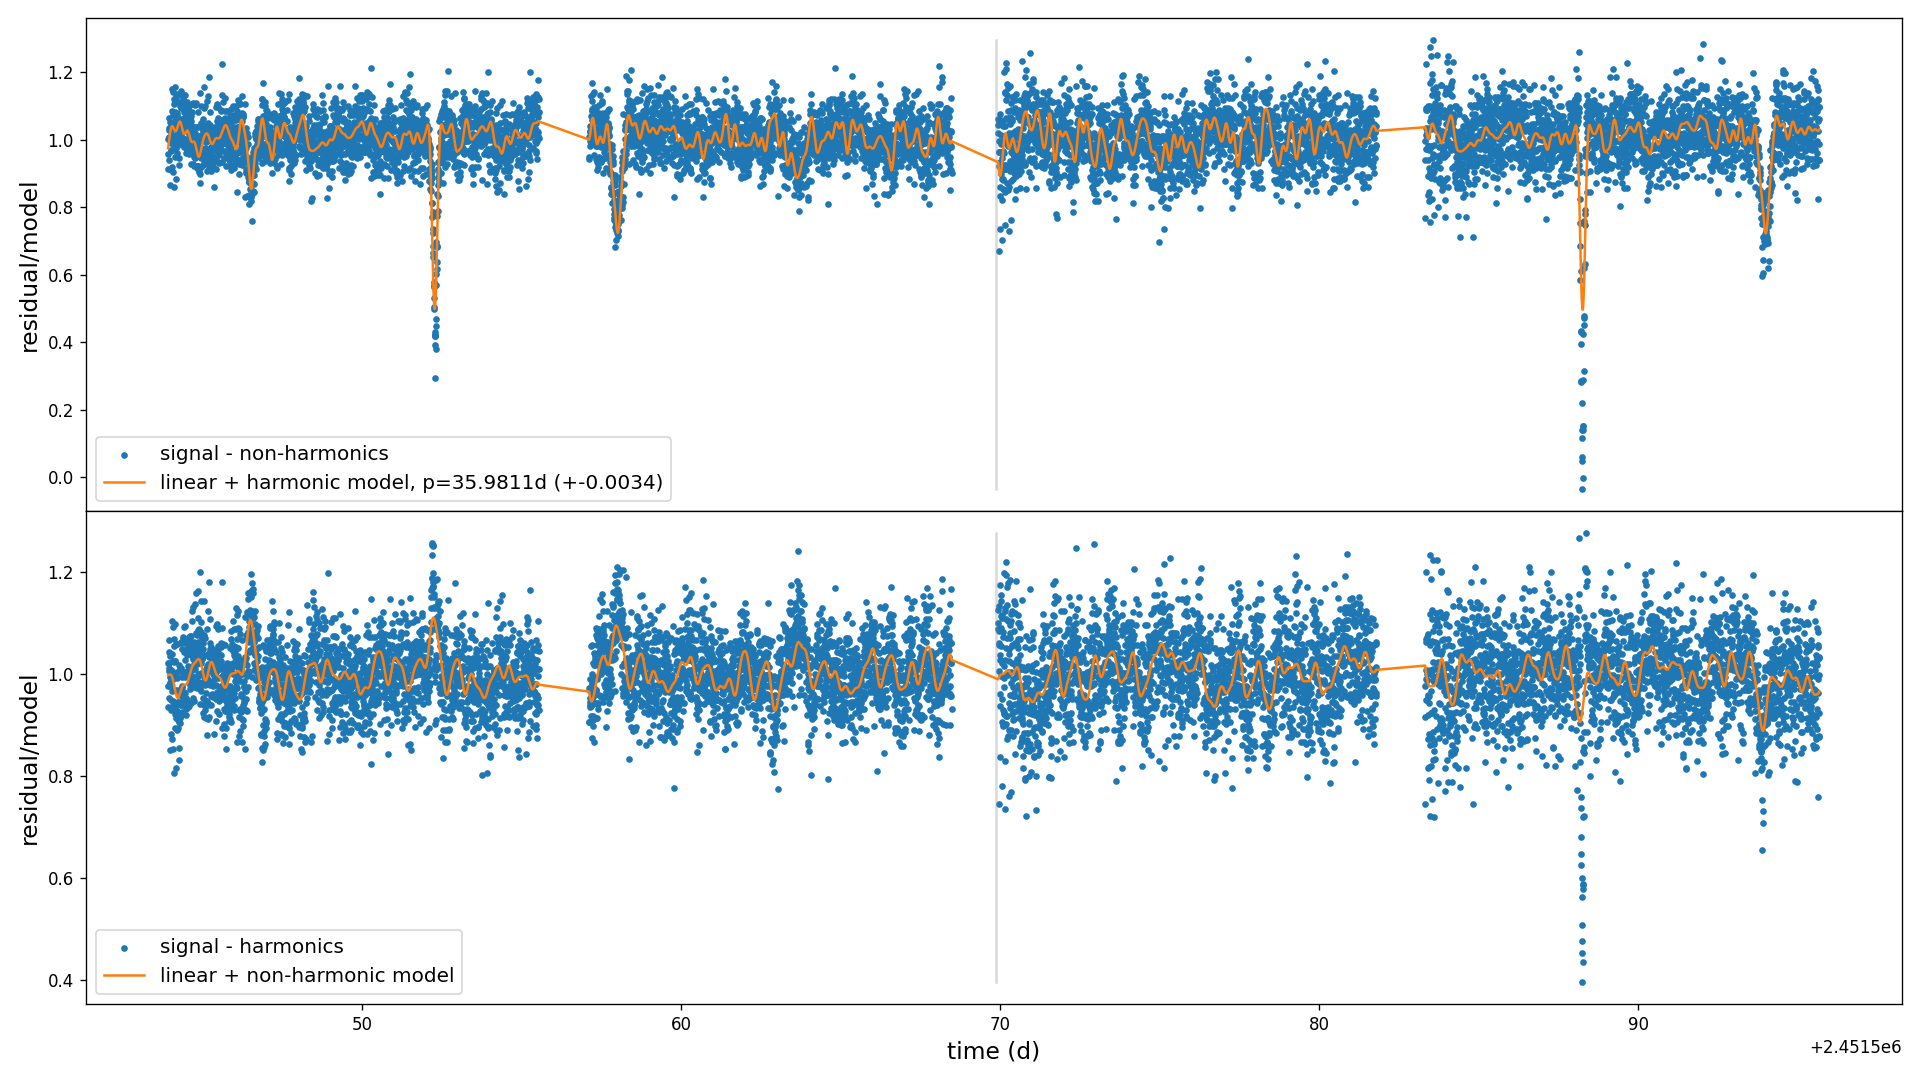 residual/model
1.2
1.0
0.8
0.6
0.4
0.2
0.0
signal - non-harmonics
linear + harmonic model, p=35.9811d (+-0.0034)
residual/model
1.2
1.0
0.8
0.6
0.4
signal - harmonics
linear + non-harmonic model
50 60 70 80 90
time (d)
+2.4515e6